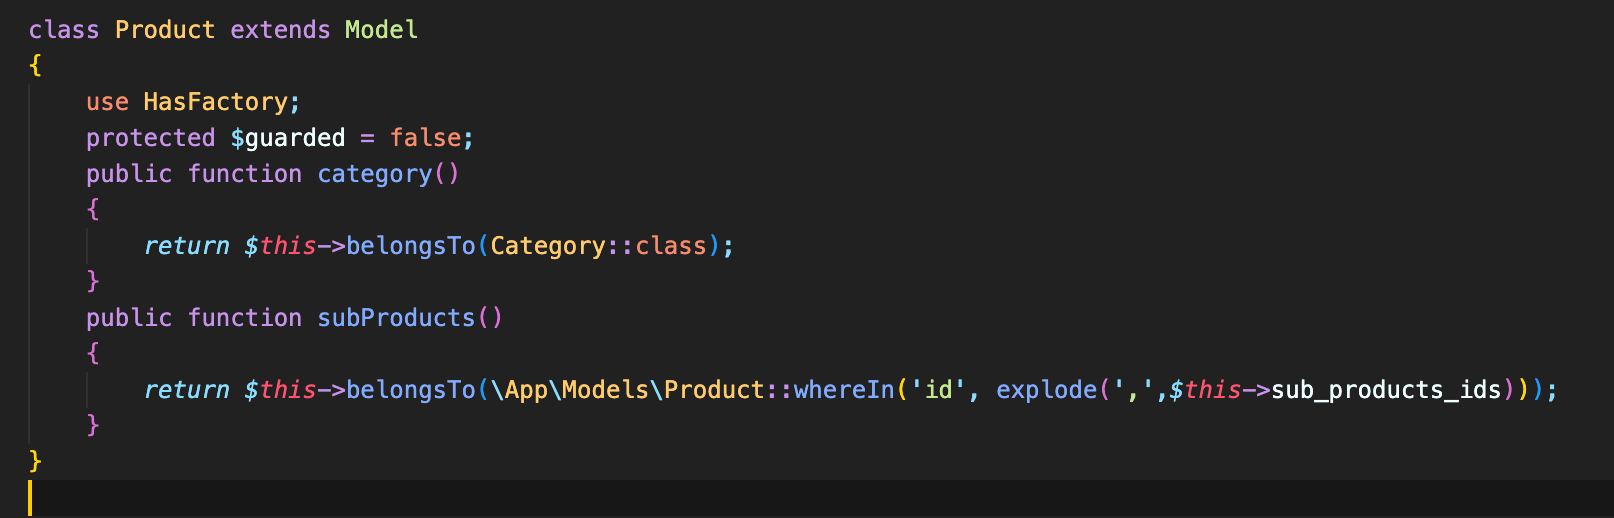 class Product extends Model
{
    use HasFactory;
    protected $guarded = false;
    public function category()
    {
        return $this->belongsTo(Category::class);
    }
    public function subProducts()
    {
        return $this->belongsTo(\App\Models\Product::whereIn('id', explode(',',$this->sub_products_ids)));
    }
}